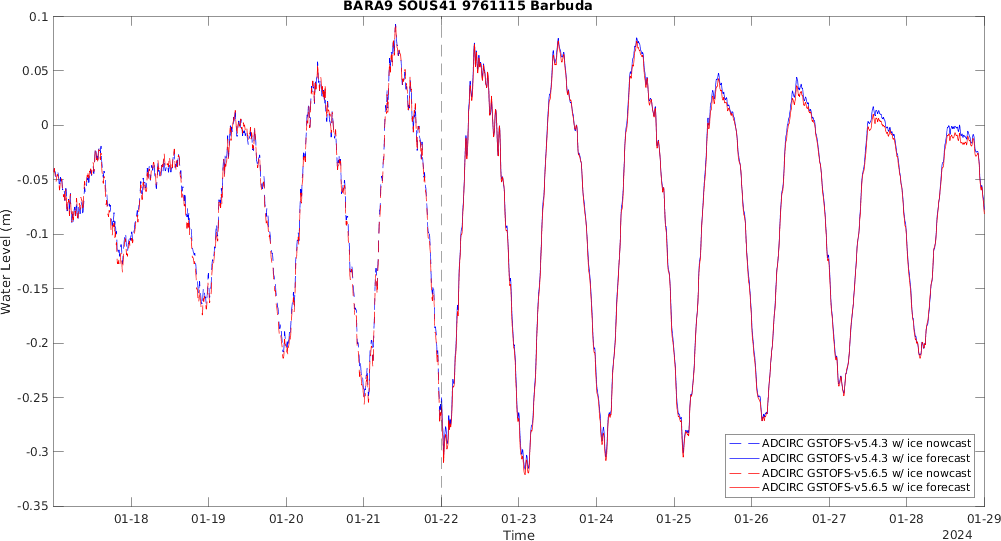 BARA9 SOUS41 9761115 Barbuda
0.1
0.05
0
-0.05
-0.1
-0.15
-0.2
-0.25
-0.3
-0.35
Water Level (m)
ADCIRC GSTOFS-v5.4.3 w/ ice nowcast
ADCIRC GSTOFS-v5.4.3 w/ ice forecast
ADCIRC GSTOFS-v5.6.5 w/ ice nowcast
ADCIRC GSTOFS-v5.6.5 w/ ice forecast
01-18 01-19 01-20 01-21 01-22 01-23 01-24 01-25 01-26 01-27 01-28 01-29
Time
2024